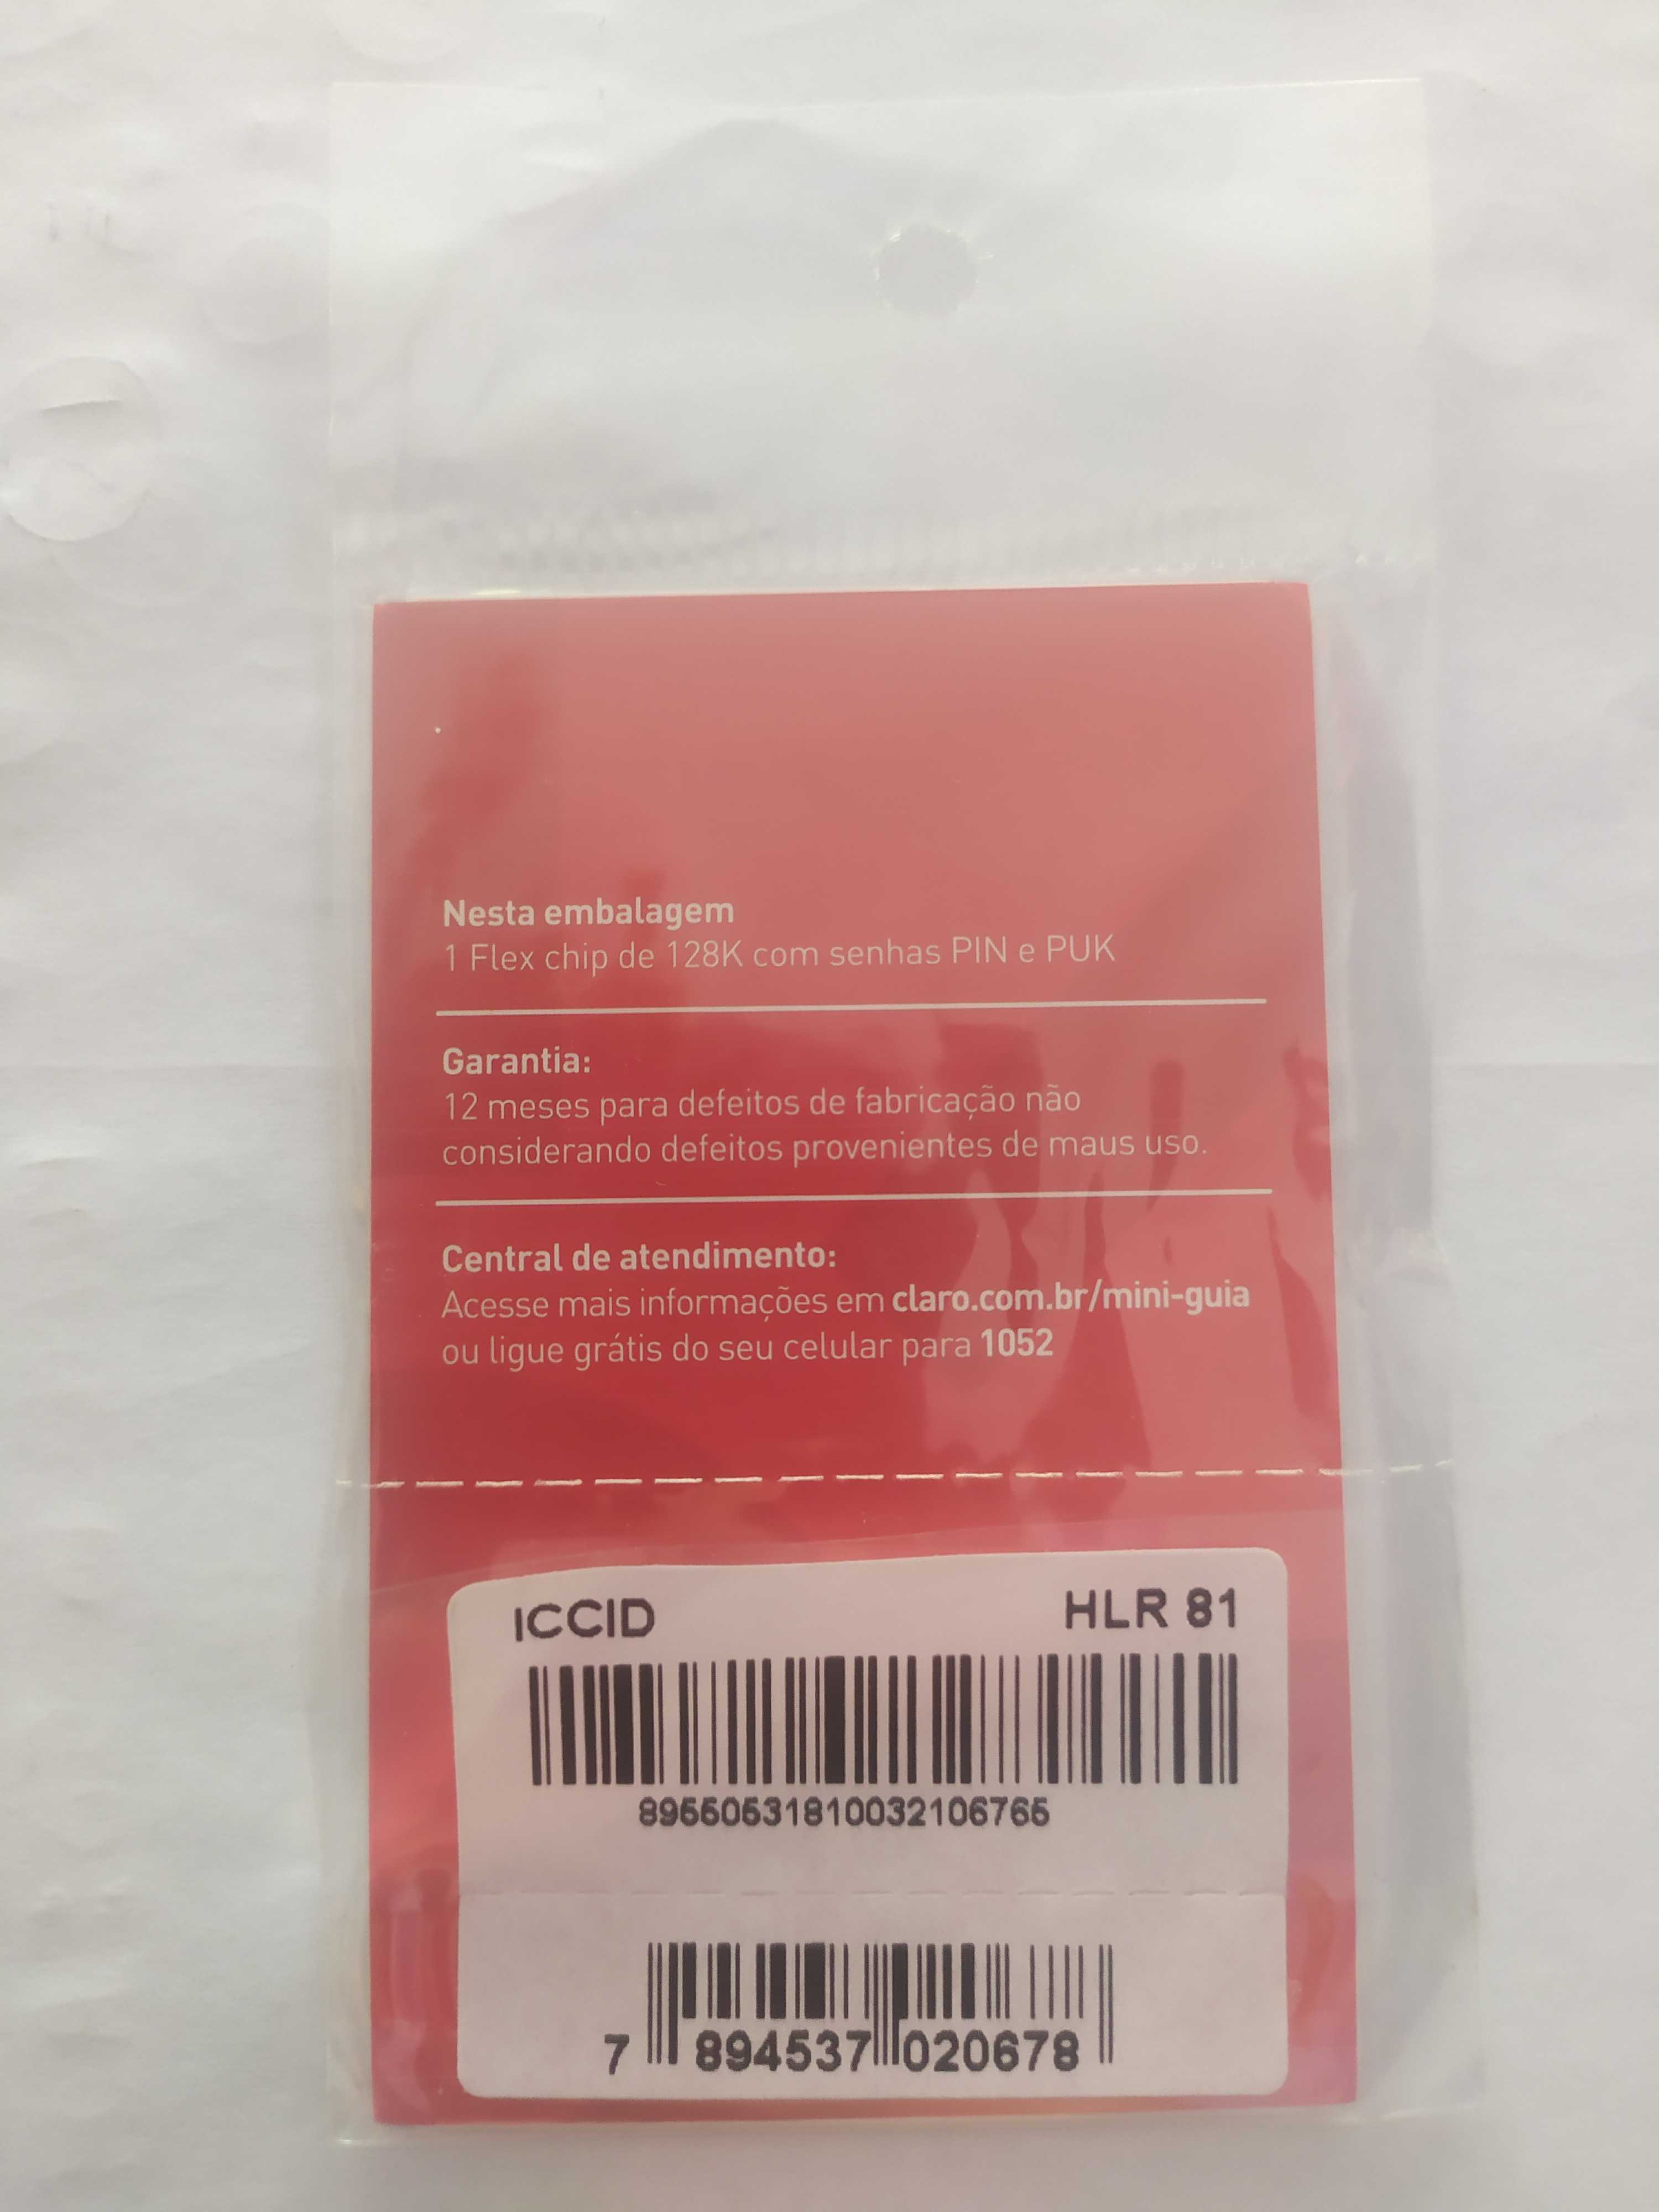 Nesta embalagem
1 Flex chip de 128K com senhas PIN e PUK
Garantia:
12 meses para defeitos de fabricação não
considerando defeitos provenientes de maus uso.
Central de atendimento:
Acesse mais informações em claro.com.br/mini-guia
ou ligue grátis do seu celular para 1052
ICCID HLR 81
89550531810032106765
7 894537 020678